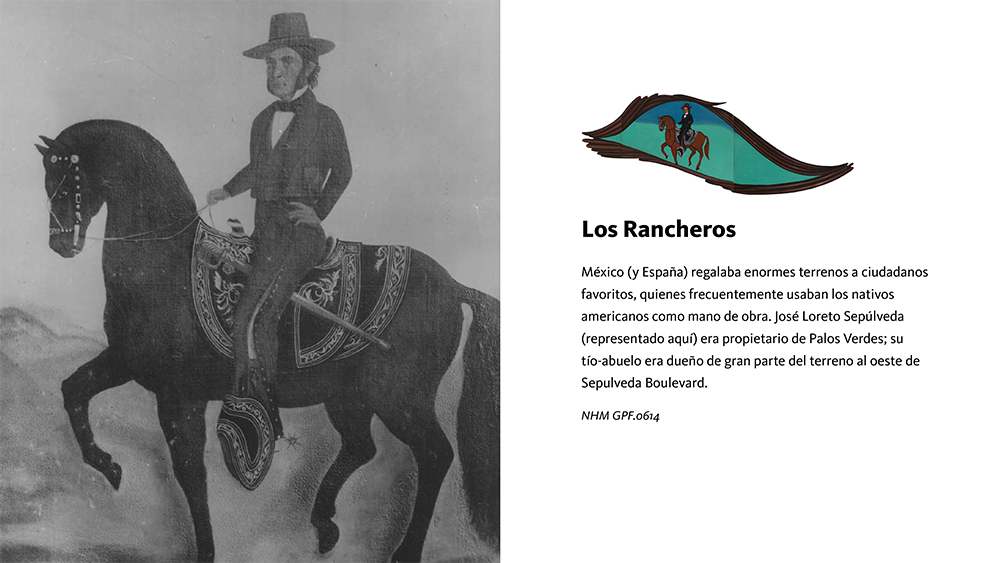 Los Rancheros
México (y España) regalaba enormes terrenos a ciudadanos
favoritos, quienes frecuentemente usaban los nativos
americanos como mano de obra. José Loreto Sepúlveda
(representado aquí) era propietario de Palos Verdes; su
tío-abuelo era dueño de gran parte del terreno al oeste de
Sepulveda Boulevard.
NHM GPF.0614